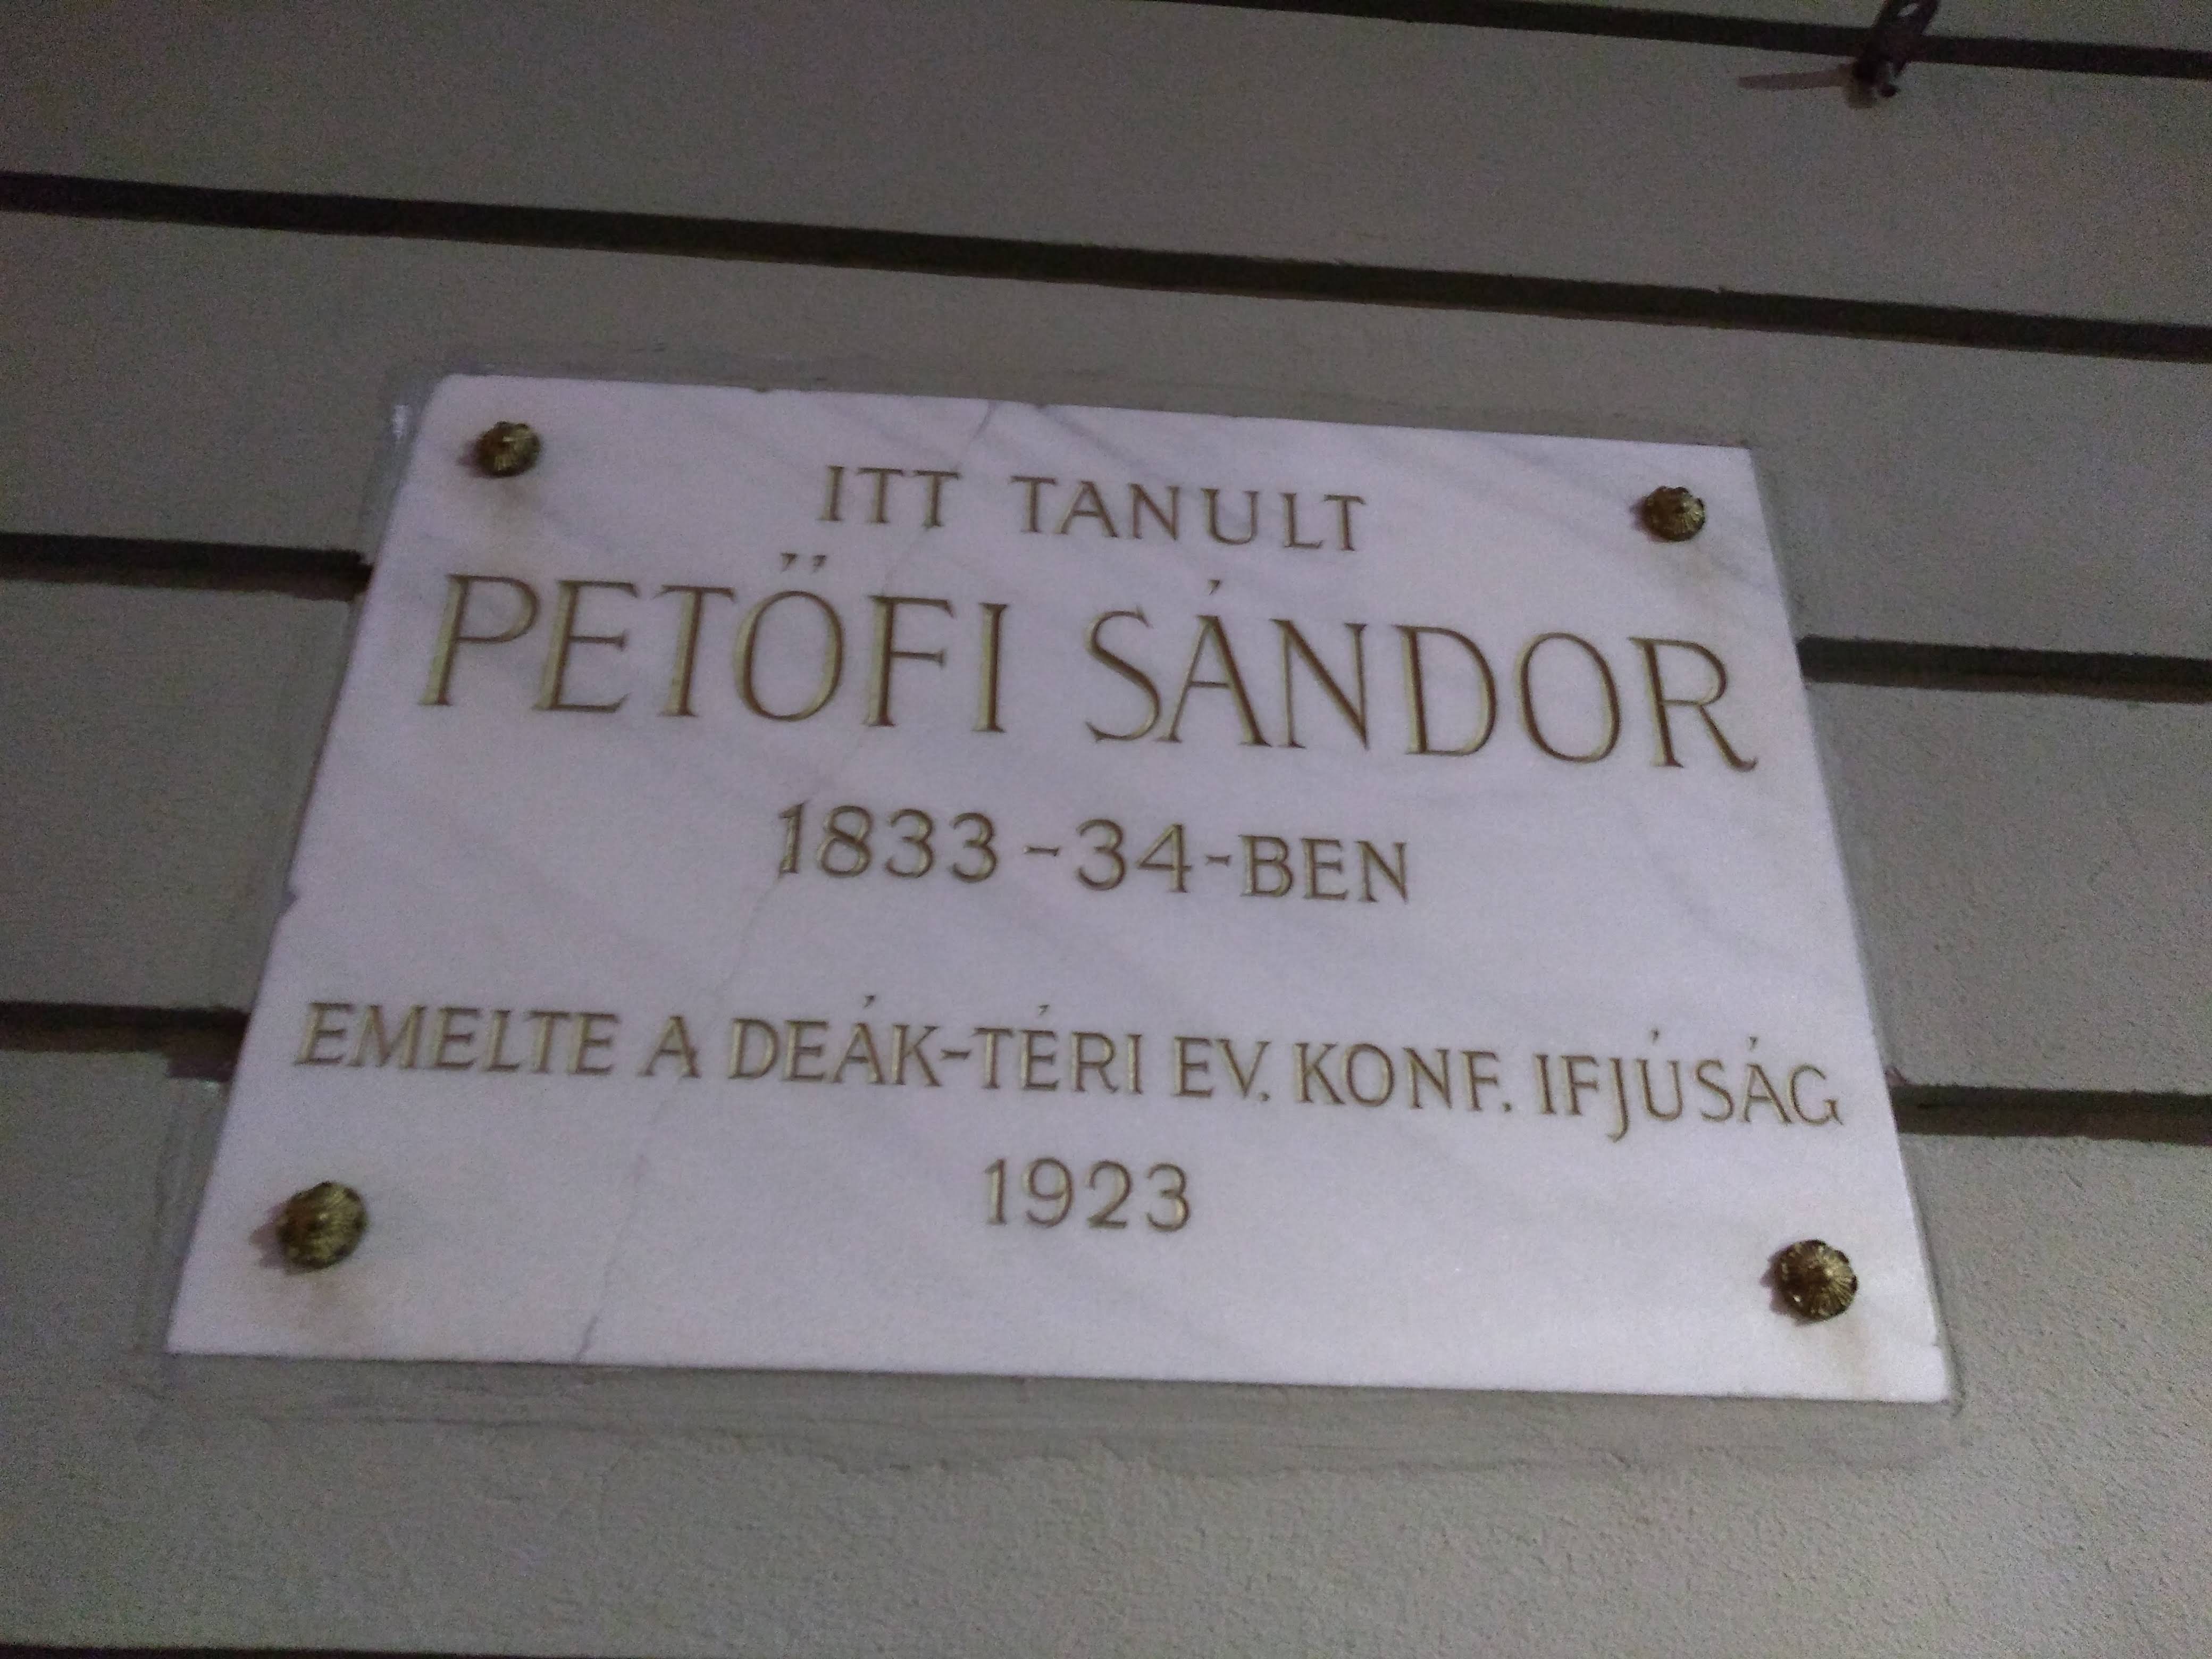 ITT TANULT
PETŐFI SÁNDOR
1833-34-BEN
EMELTE A DEÁK-TÉRI EV. KONF. IFJÚSÁG
1923